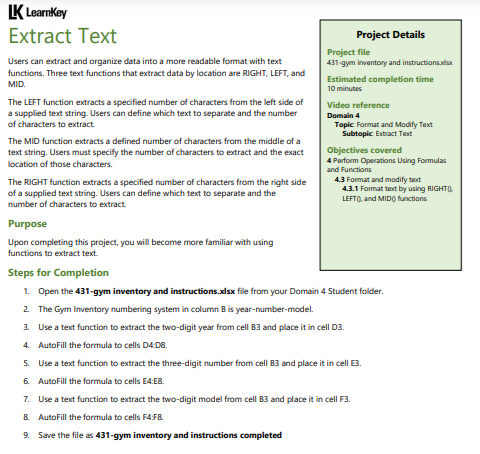 LK LearnKey
Extract Text
Users can extract and organize data into a more readable format with text
functions. Three text functions that extract data by location are RIGHT, LEFT, and
MID.
The LEFT function extracts a specified number of characters from the left side of
a supplied text string. Users can define which text to separate and the number
of characters to extract.
The MID function extracts a defined number of characters from the middle of a
text string. Users must specify the number of characters to extract and the exact
location of those characters.
The RIGHT function extracts a specified number of characters from the right side
of a supplied text string. Users can define which text to separate and the
number of characters to extract.
Purpose
Upon completing this project, you will become more familiar with using
functions to extract text.
Project Details
Project file
431-gym inventory and instructions.xlsx
Estimated completion time
10 minutes
Video reference
Domain 4
Topic: Format and Modify Text
Subtopic: Extract Text
Objectives covered
4 Perform Operations Using Formulas
and Functions
4.3 Format and modify text
4.3.1 Format text by using RIGHT(),
LEFT(), and MID() functions
Steps for Completion
1. Open the 431-gym inventory and instructions.xlsx file from your Domain 4 Student folder.
2. The Gym Inventory numbering system in column B is year-number-model.
3. Use a text function to extract the two-digit year from cell B3 and place it in cell D3.
4. AutoFill the formula to cells D4:D8.
5. Use a text function to extract the three-digit number from cell B3 and place it in cell E3.
6. AutoFill the formula to cells E4:E8.
7. Use a text function to extract the two-digit model from cell B3 and place it in cell F3.
8. AutoFill the formula to cells F4:F8.
9. Save the file as 431-gym inventory and instructions completed